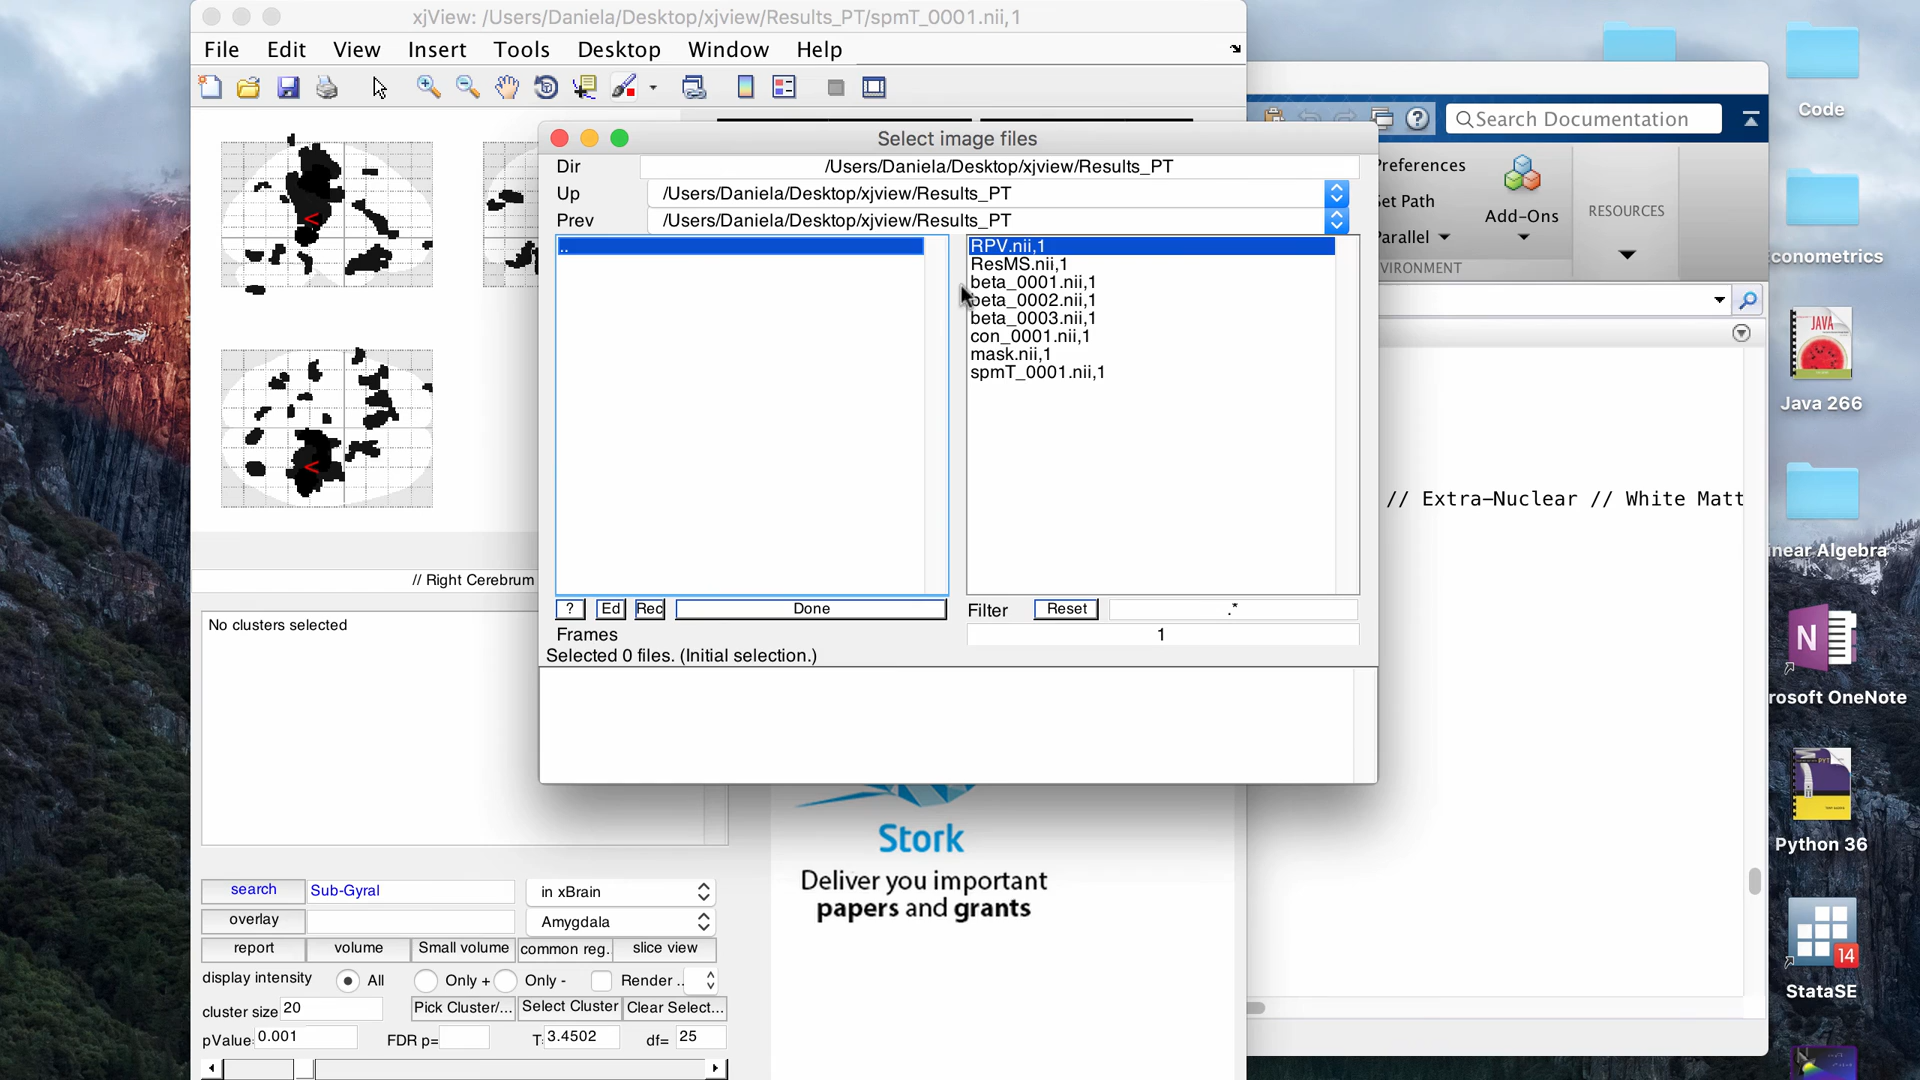 xjView: /Users/Daniela/Desktop/xjview/Results_PT/spmT_0001.nii,1
File Edit View Insert Tools Desktop Window Help
Select image files
Dir /Users/Daniela/Desktop/xjview/Results_PT
Up /Users/Daniela/Desktop/xjview/Results_PT
Prev /Users/Daniela/Desktop/xjview/Results_PT
..
RPV.nii,1
ResMS.nii,1
beta_0001.nii,1
beta_0002.nii,1
beta_0003.nii,1
con_0001.nii,1
mask.nii,1
spmT_0001.nii,1
? Ed Rec Done Filter Reset .*
Frames 1
Selected 0 files. (Initial selection.)
Search Documentation
Preferences
Set Path
Parallel
Add-Ons
RESOURCES
VIRONMENT
// Extra-Nuclear // White Matt
// Right Cerebrum
No clusters selected
<
<
Stork
Deliver you important
papers and grants
search Sub-Gyral in xBrain
overlay Amygdala
report volume Small volume common reg. slice view
display intensity All Only + Only - Render ..
cluster size 20 Pick Cluster/... Select Cluster Clear Select...
pValue: 0.001 FDR p= T: 3.4502 df= 25
Code
conometrics
JAVA
Java 266
near Algebra
N
rosoft OneNote
Python 36
14
StataSE